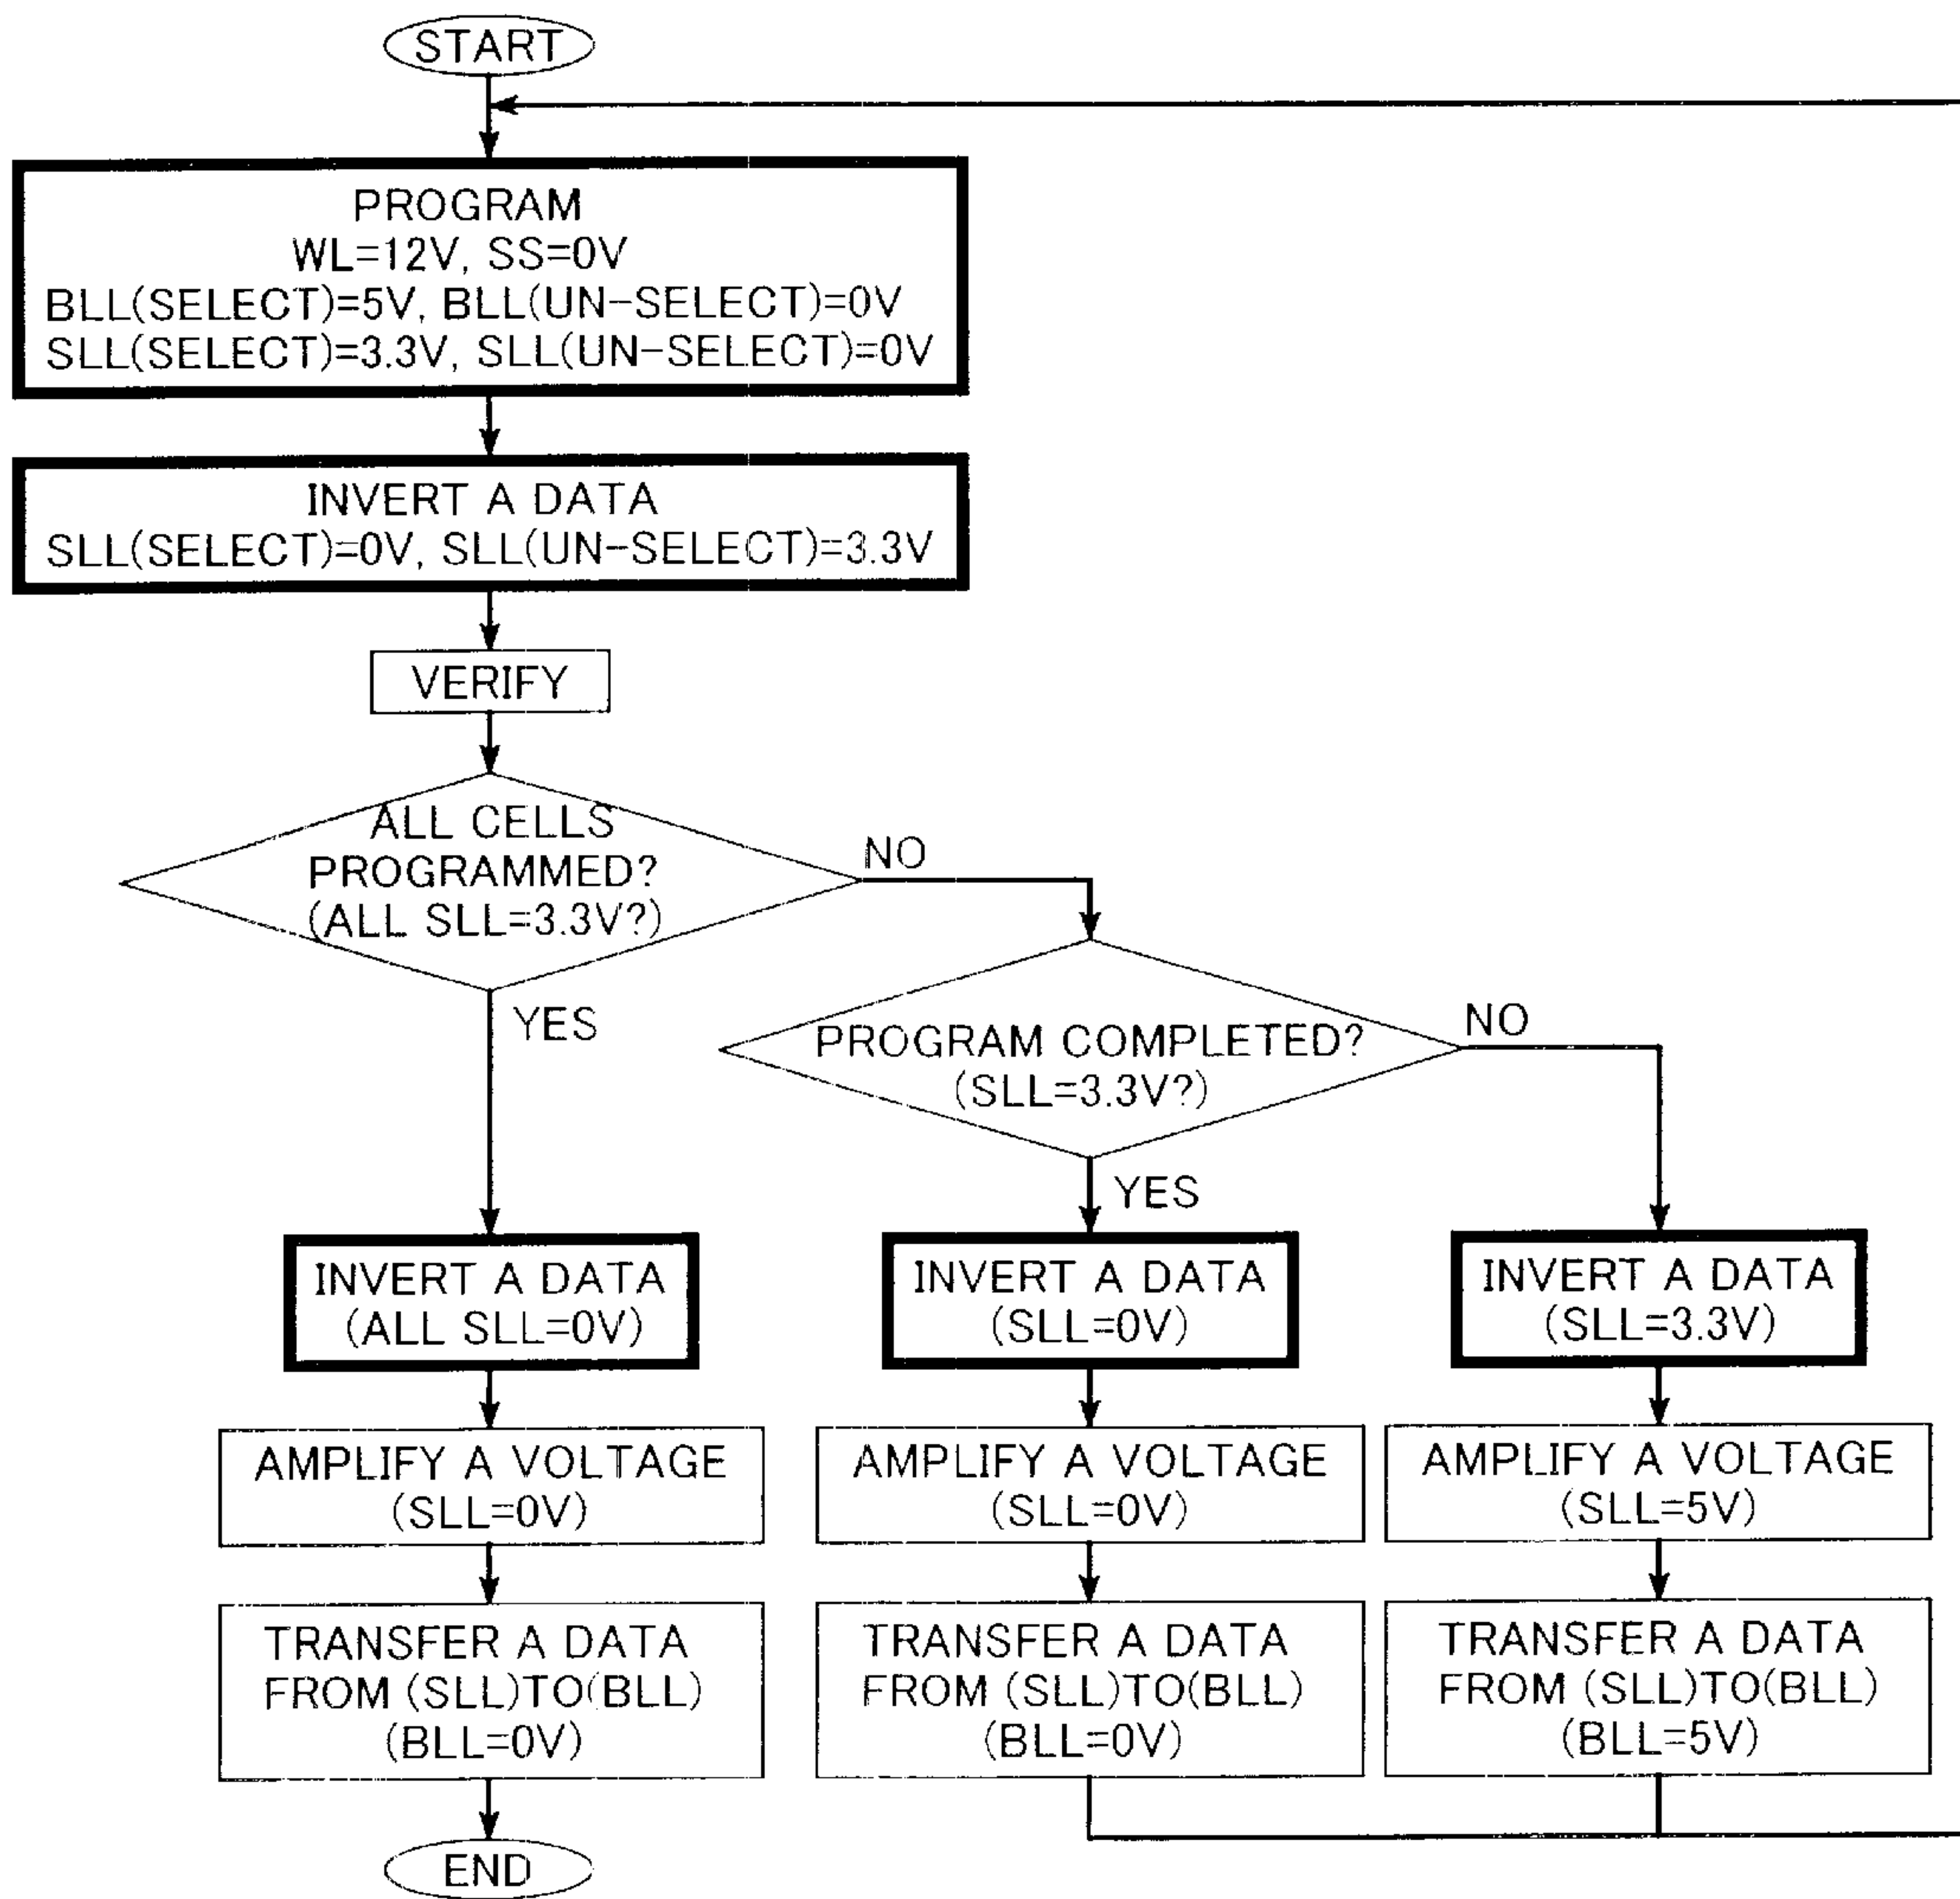 START
PROGRAM
WL=12V, SS=0V
BLL(SELECT)=5V, BLL(UN-SELECT)=0V
SLL(SELECT)=3.3V, SLL(UN-SELECT)=0V
INVERT A DATA
SLL(SELECT)=0V, SLL(UN-SELECT)=3.3V
VERIFY
ALL CELLS
PROGRAMMED?
(ALL SLL=3.3V?)
NO
YES
PROGRAM COMPLETED?
(SLL=3.3V?)
NO
YES
INVERT A DATA
(ALL SLL=0V)
AMPLIFY A VOLTAGE
(SLL=0V)
TRANSFER A DATA
FROM (SLL)TO(BLL)
(BLL=0V)
END
INVERT A DATA
(SLL=0V)
AMPLIFY A VOLTAGE
(SLL=0V)
TRANSFER A DATA
FROM (SLL)TO(BLL)
(BLL=0V)
INVERT A DATA
(SLL=3.3V)
AMPLIFY A VOLTAGE
(SLL=5V)
TRANSFER A DATA
FROM (SLL)TO(BLL)
(BLL=5V)